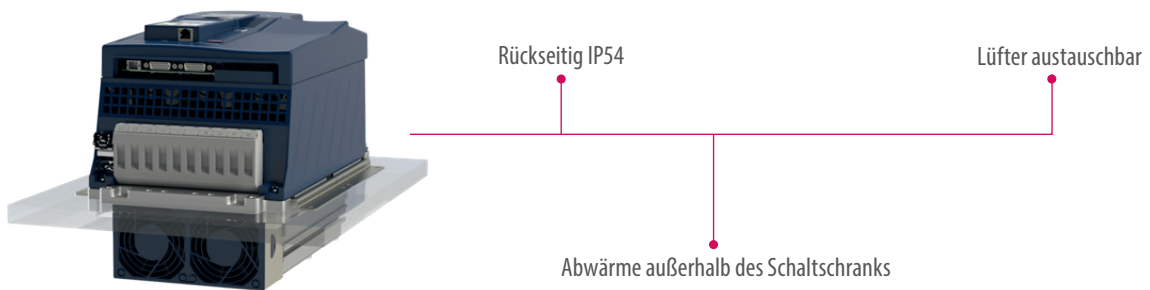 Rückseitig IP54
Lüfter austauschbar
Abwärme außerhalb des Schaltschranks